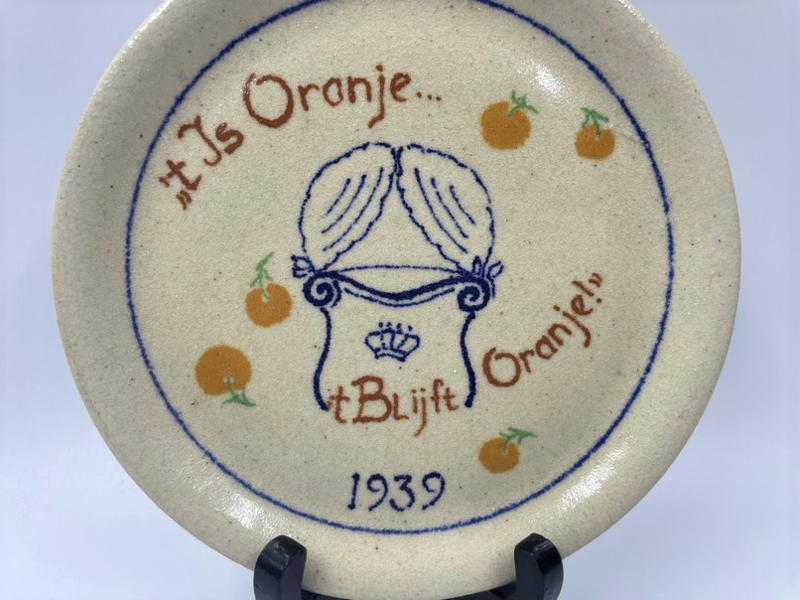 „'t Is Oranje...
't Blijft
Oranje!”
1939